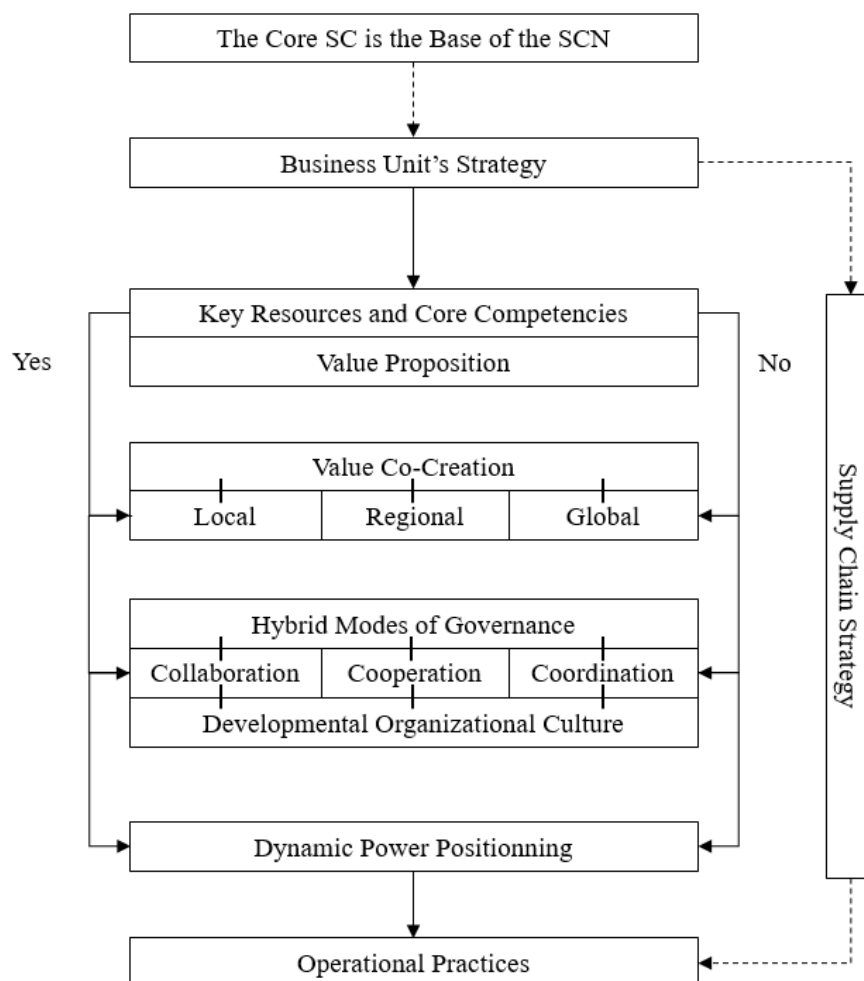 The Core SC is the Base of the SCN
Business Unit's Strategy
Key Resources and Core Competencies
Yes
Value Proposition
No
Value Co-Creation
Local
Regional
Global
Supply Chain Strategy
Hybrid Modes of Governance
Collaboration
Cooperation
Coordination
Developmental Organizational Culture
Dynamic Power Positionning
Operational Practices